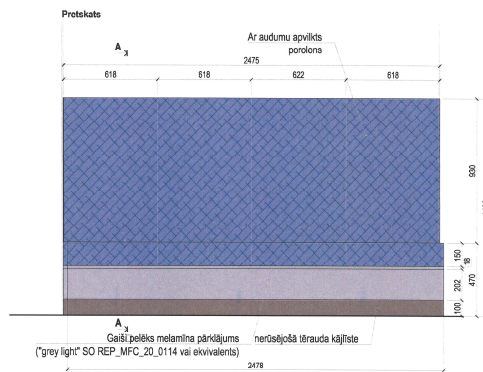 Pretskats
A
Ar audumu apvilkts
porolons
2475
618 618 622 618
930
150
18
470
202
100
A
Gaiši pelēks melamīna pārklājums nerūsējošā tērauda kājlīste
("grey light" SO REP_MFC_20_0114 vai ekvivalents)
2478